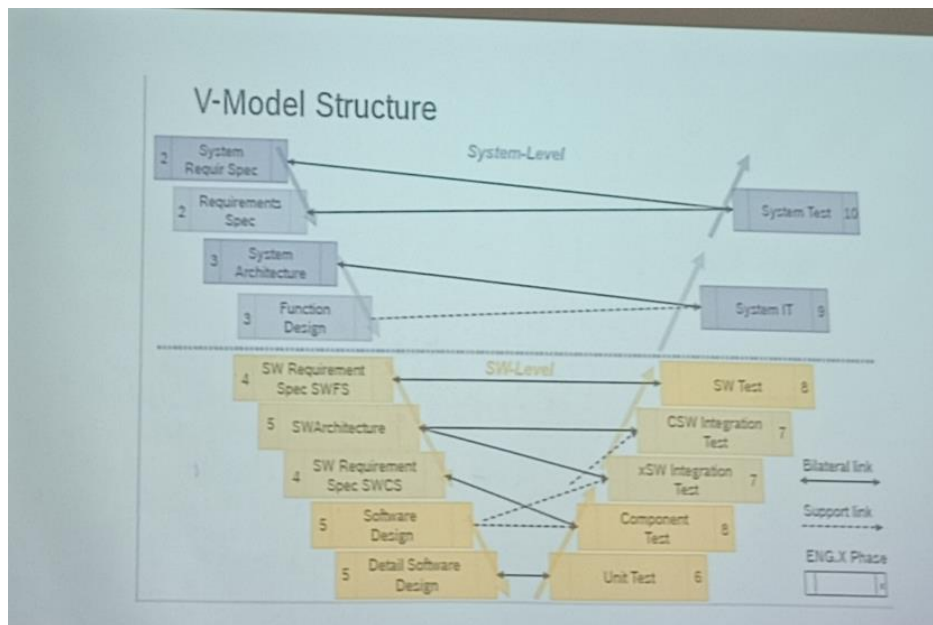 V-Model Structure
System-Level
2 System
Requir Spec
2 Requirements
Spec
System Test 10
3 System
Architecture
3 Function
Design
System IT 9
SW-Level
4 SW Requirement
Spec SWFS
SW Test 8
5 SWArchitecture
CSW Integration
Test 7
4 SW Requirement
Spec SWCS
xSW Integration
Test 7
Bilateral link
5 Software
Design
Component
Test 8
Support link
5 Detail Software
Design
Unit Test 6
ENG.X Phase
x